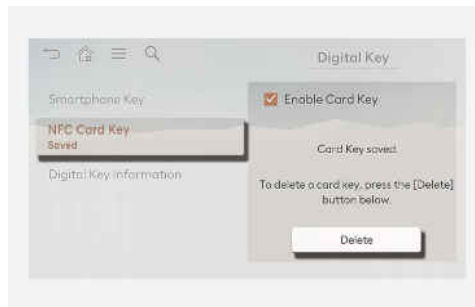 Digital Key
Smartphone Key
NFC Card Key
Saved
Digital Key Information
Enable Card Key
Card Key saved.
To delete a card key, press the [Delete]
button below.
Delete